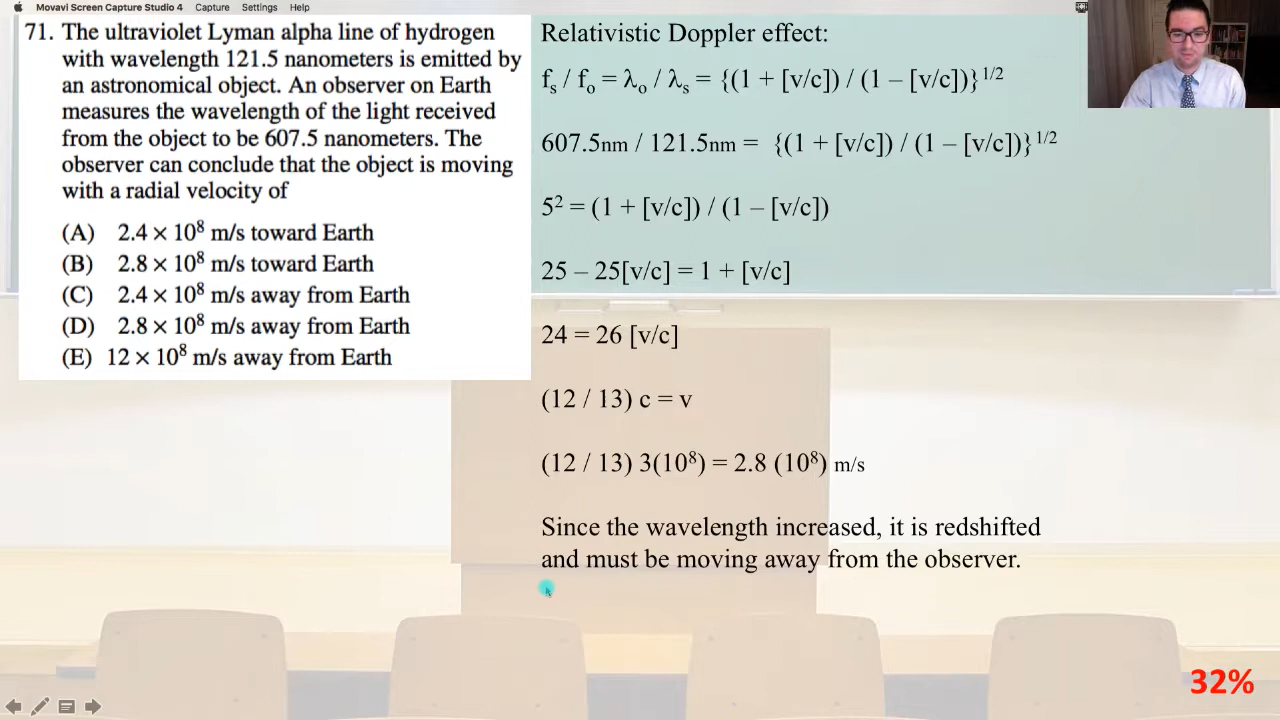 Movavi Screen Capture Studio 4 Capture Settings Help
71. The ultraviolet Lyman alpha line of hydrogen
with wavelength 121.5 nanometers is emitted by
an astronomical object. An observer on Earth
measures the wavelength of the light received
from the object to be 607.5 nanometers. The
observer can conclude that the object is moving
with a radial velocity of
(A) 2.4 × 10⁸ m/s toward Earth
(B) 2.8 × 10⁸ m/s toward Earth
(C) 2.4 × 10⁸ m/s away from Earth
(D) 2.8 × 10⁸ m/s away from Earth
(E) 12 × 10⁸ m/s away from Earth
Relativistic Doppler effect:
fₛ / fₒ = λₒ / λₛ = {(1 + [v/c]) / (1 – [v/c])}¹/²
607.5nm / 121.5nm = {(1 + [v/c]) / (1 – [v/c])}¹/²
5² = (1 + [v/c]) / (1 – [v/c])
25 – 25[v/c] = 1 + [v/c]
24 = 26 [v/c]
(12 / 13) c = v
(12 / 13) 3(10⁸) = 2.8 (10⁸) m/s
Since the wavelength increased, it is redshifted
and must be moving away from the observer.
32%